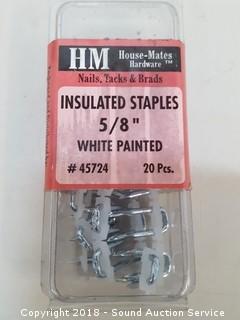 HM House-Mates
Hardware ™
Nails, Tacks & Brads
INSULATED STAPLES
5/8"
WHITE PAINTED
# 45724 20 Pcs.
Copyright 2018 - Sound Auction Service